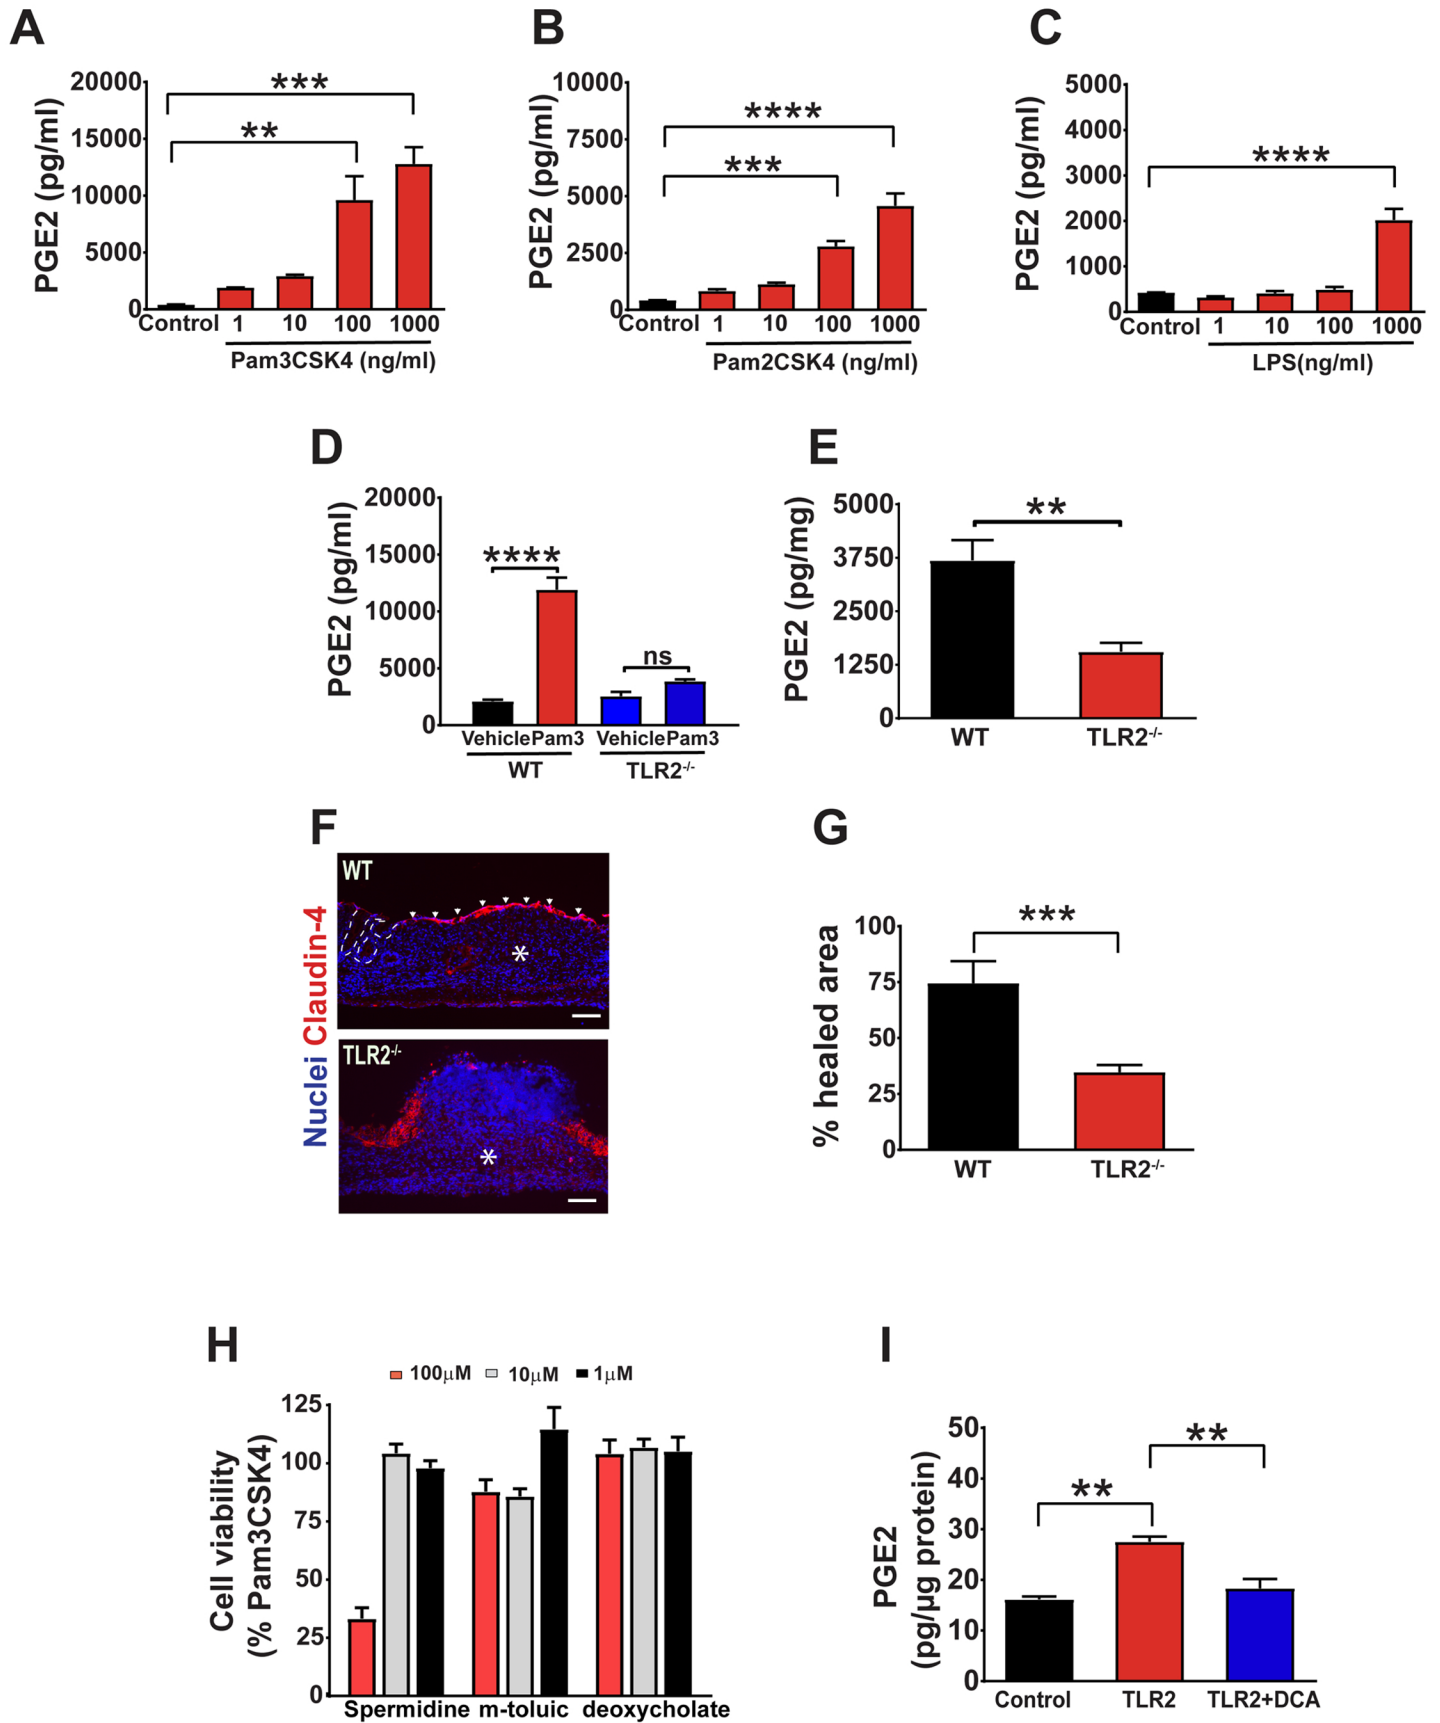 A
PGE2 (pg/ml)
20000
15000
10000
5000
0
***
**
Control 1 10 100 1000
Pam3CSK4 (ng/ml)
B
PGE2 (pg/ml)
10000
7500
5000
2500
0
****
***
Control 1 10 100 1000
Pam2CSK4 (ng/ml)
C
PGE2 (pg/ml)
5000
4000
3000
2000
1000
0
****
Control 1 10 100 1000
LPS(ng/ml)
D
PGE2 (pg/ml)
20000
15000
10000
5000
0
****
ns
Vehicle Pam3 Vehicle Pam3
WT TLR2-/-
E
PGE2 (pg/mg)
5000
3750
2500
1250
0
**
WT TLR2-/-
F
Nuclei Claudin-4
WT
*
TLR2-/-
*
G
% healed area
100
75
50
25
0
***
WT TLR2-/-
H
100µM 10µM 1µM
Cell viability
(% Pam3CSK4)
125
100
75
50
25
0
Spermidine m-toluic deoxycholate
I
PGE2
(pg/µg protein)
50
40
30
20
10
0
**
**
Control TLR2 TLR2+DCA